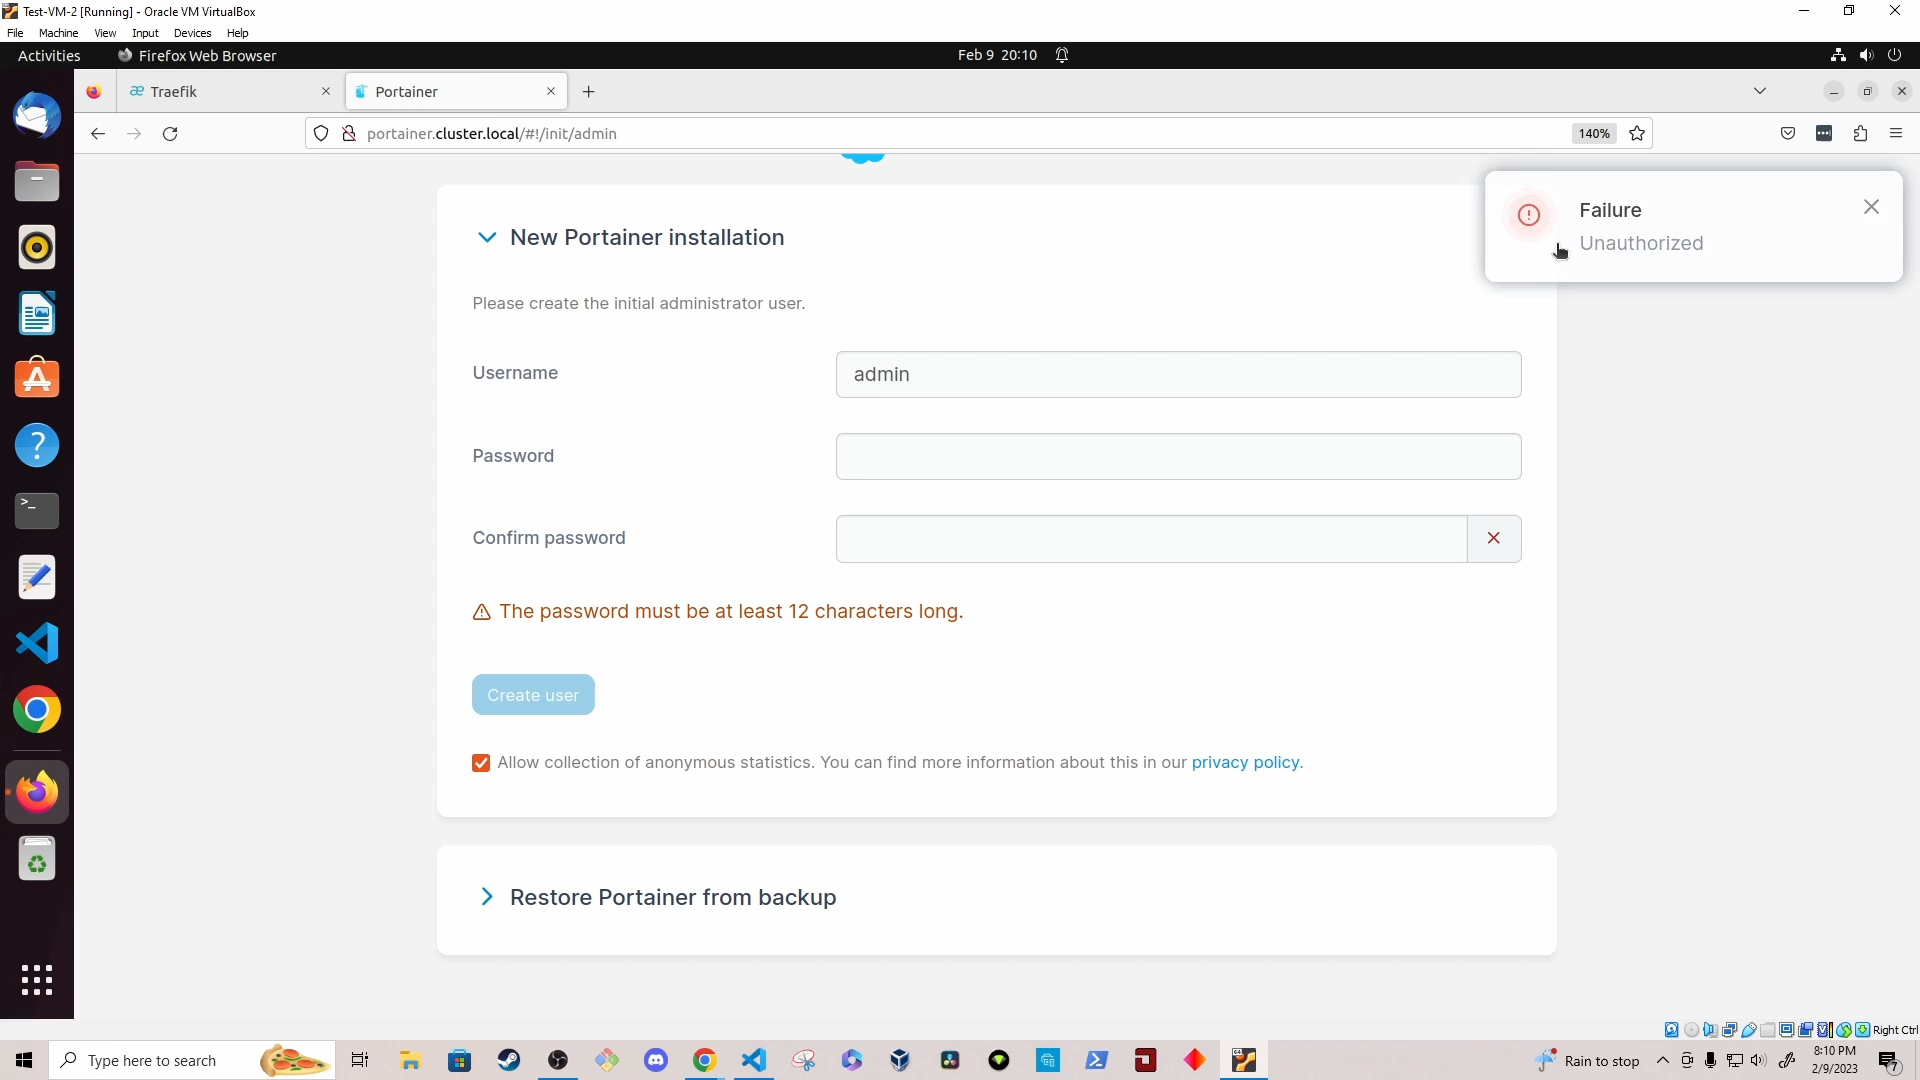 Test-VM-2 [Running] - Oracle VM VirtualBox
File Machine View Input Devices Help
Activities Firefox Web Browser Feb 9 20:10
Traefik Portainer
portainer.cluster.local/#!/init/admin 140%
Failure
Unauthorized
New Portainer installation
Please create the initial administrator user.
Username admin
Password
Confirm password
The password must be at least 12 characters long.
Create user
Allow collection of anonymous statistics. You can find more information about this in our privacy policy.
Restore Portainer from backup
Right Ctrl
Type here to search
Rain to stop
8:10 PM
2/9/2023
7